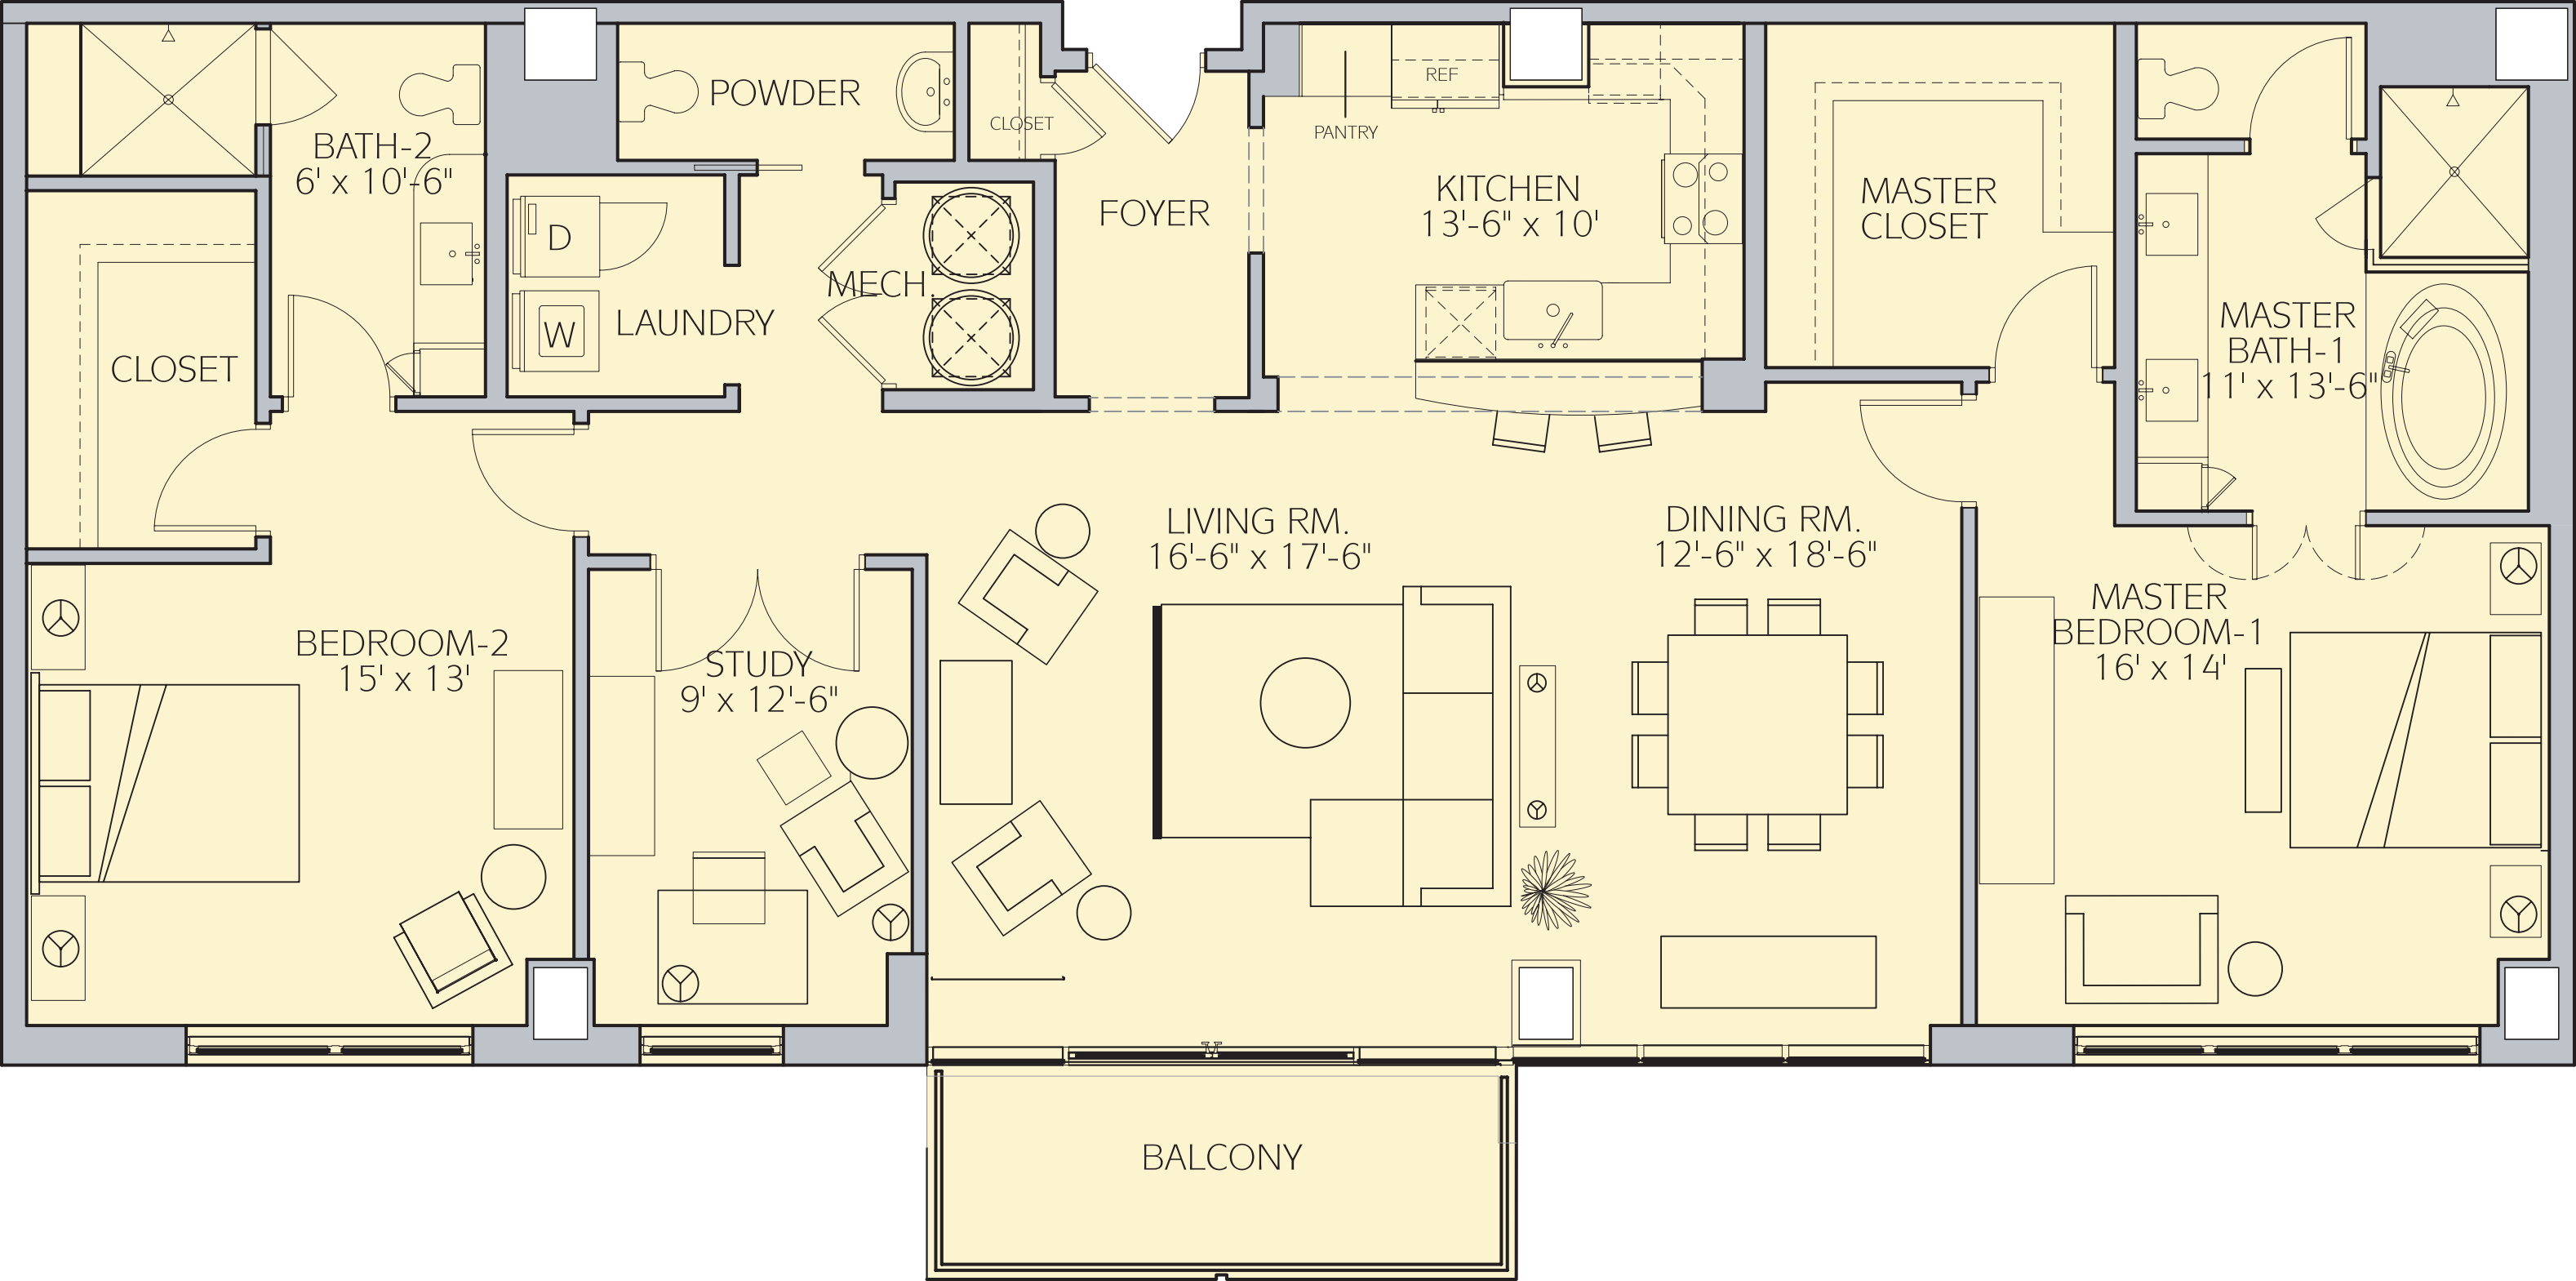 POWDER
CLOSET
REF
PANTRY
BATH-2
6' x 10'-6"
KITCHEN
13'-6" x 10'
MASTER
CLOSET
FOYER
D
MECH.
W
LAUNDRY
CLOSET
MASTER
BATH-1
11' x 13'-6"
LIVING RM.
16'-6" x 17'-6"
DINING RM.
12'-6" x 18'-6"
MASTER
BEDROOM-1
16' x 14'
BEDROOM-2
15' x 13'
STUDY
9' x 12'-6"
BALCONY